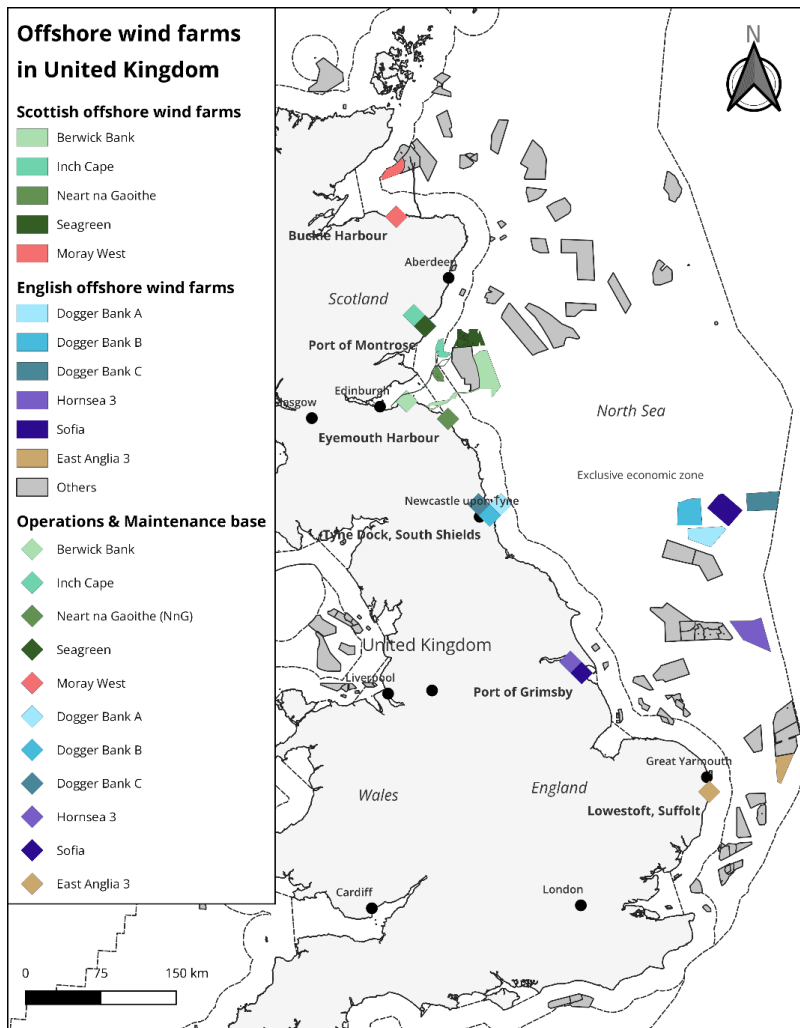 Offshore wind farms
in United Kingdom
Scottish offshore wind farms
Berwick Bank
Inch Cape
Neart na Gaoithe
Seagreen
Moray West
English offshore wind farms
Dogger Bank A
Dogger Bank B
Dogger Bank C
Hornsea 3
Sofia
East Anglia 3
Others
Operations & Maintenance base
Berwick Bank
Inch Cape
Neart na Gaoithe (NnG)
Seagreen
Moray West
Dogger Bank A
Dogger Bank B
Dogger Bank C
Hornsea 3
Sofia
East Anglia 3
0 75 150 km
N
Buckie Harbour
Aberdeen
Scotland
Port of Montrose
Edinburgh
asgow
Eyemouth Harbour
North Sea
Exclusive economic zone
Newcastle upon Tyne
Tyne Dock, South Shields
United Kingdom
Liverpool
Port of Grimsby
Great Yarmouth
Wales
England
Lowestoft, Suffolt
Cardiff
London